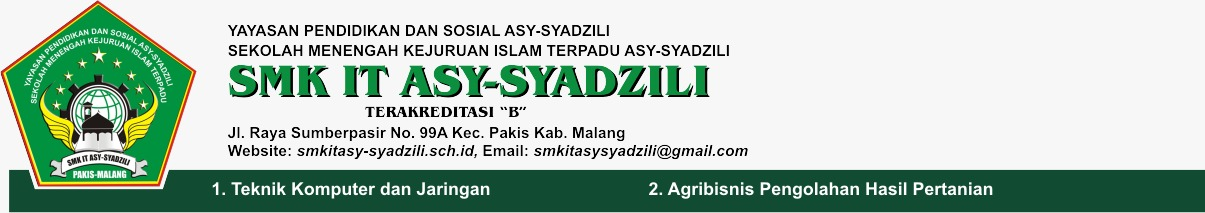 YAYASAN PENDIDIKAN DAN SOSIAL ASY-SYADZILI
SEKOLAH MENENGAH KEJURUAN ISLAM TERPADU
SMK IT ASY-SYADZILI
PAKIS-MALANG
YAYASAN PENDIDIKAN DAN SOSIAL ASY-SYADZILI
SEKOLAH MENENGAH KEJURUAN ISLAM TERPADU ASY-SYADZILI
SMK IT ASY-SYADZILI
TERAKREDITASI "B"
Jl. Raya Sumberpasir No. 99A Kec. Pakis Kab. Malang
Website: smkitasy-syadzili.sch.id, Email: smkitasysyadzili@gmail.com
1. Teknik Komputer dan Jaringan 2. Agribisnis Pengolahan Hasil Pertanian